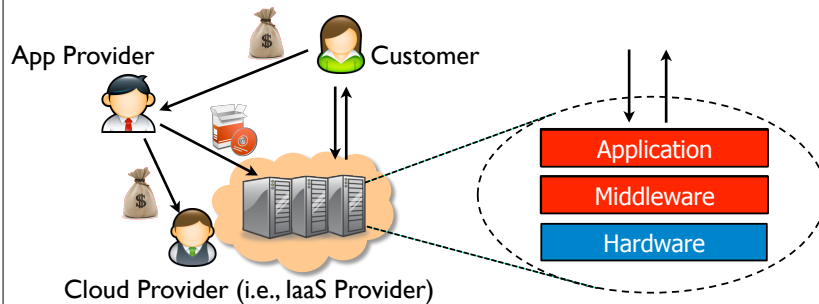 $
App Provider
Customer
$
Application
Middleware
Hardware
Cloud Provider (i.e., IaaS Provider)